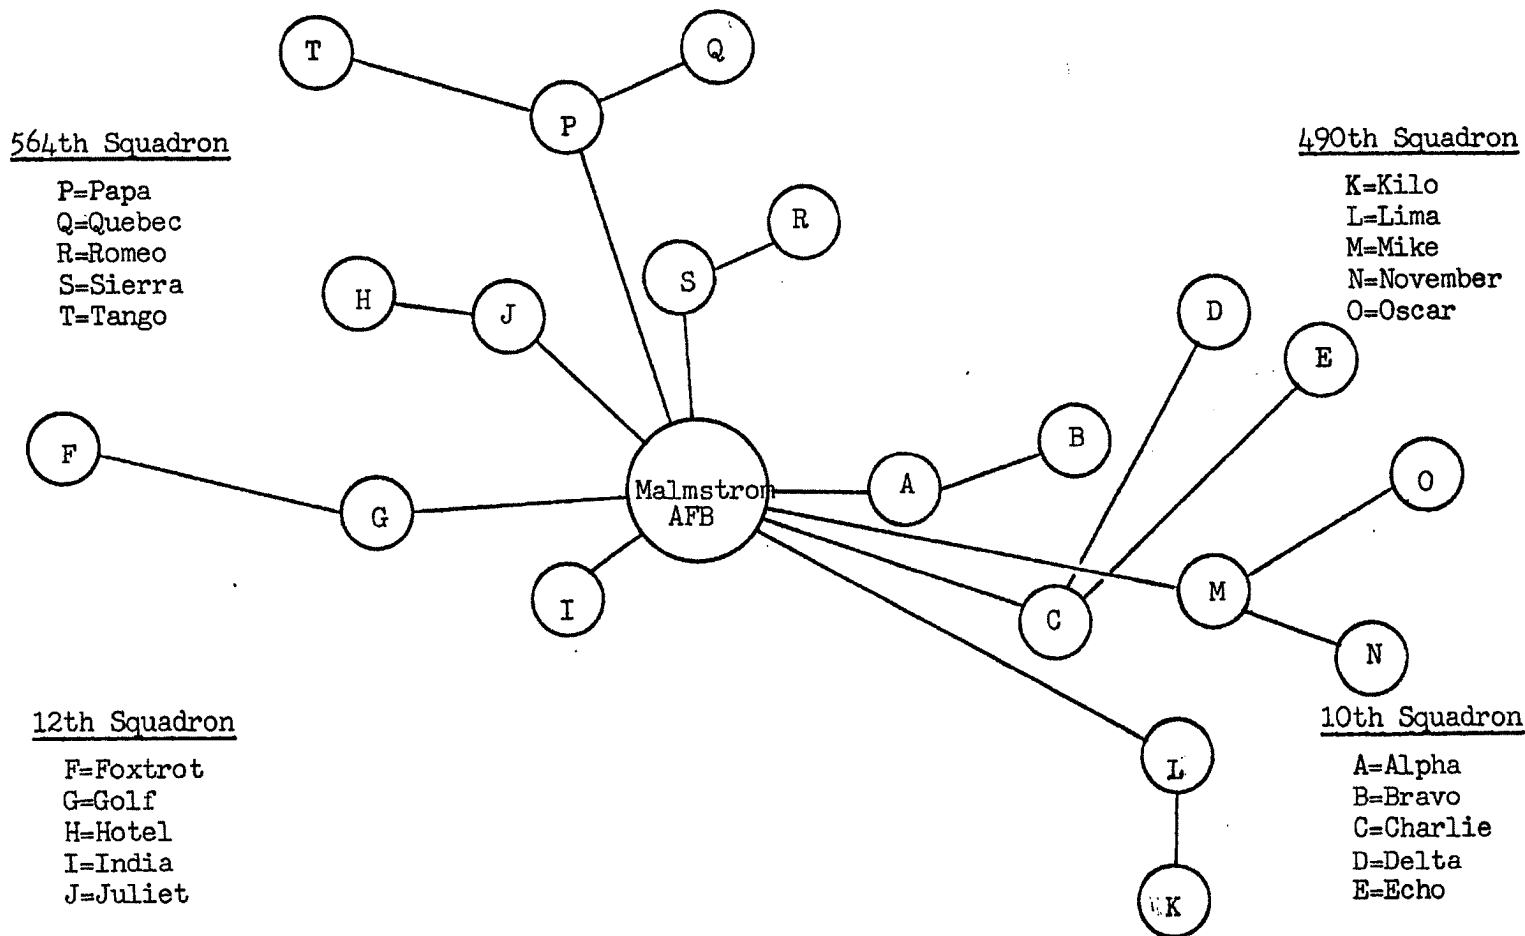 T
Q
P
564th Squadron
P=Papa
Q=Quebec
R=Romeo
S=Sierra
T=Tango
490th Squadron
K=Kilo
L=Lima
M=Mike
N=November
O=Oscar
R
S
H
J
D
E
F
G
Malmstrom
AFB
A
B
O
I
C
M
N
L
K
12th Squadron
F=Foxtrot
G=Golf
H=Hotel
I=India
J=Juliet
10th Squadron
A=Alpha
B=Bravo
C=Charlie
D=Delta
E=Echo